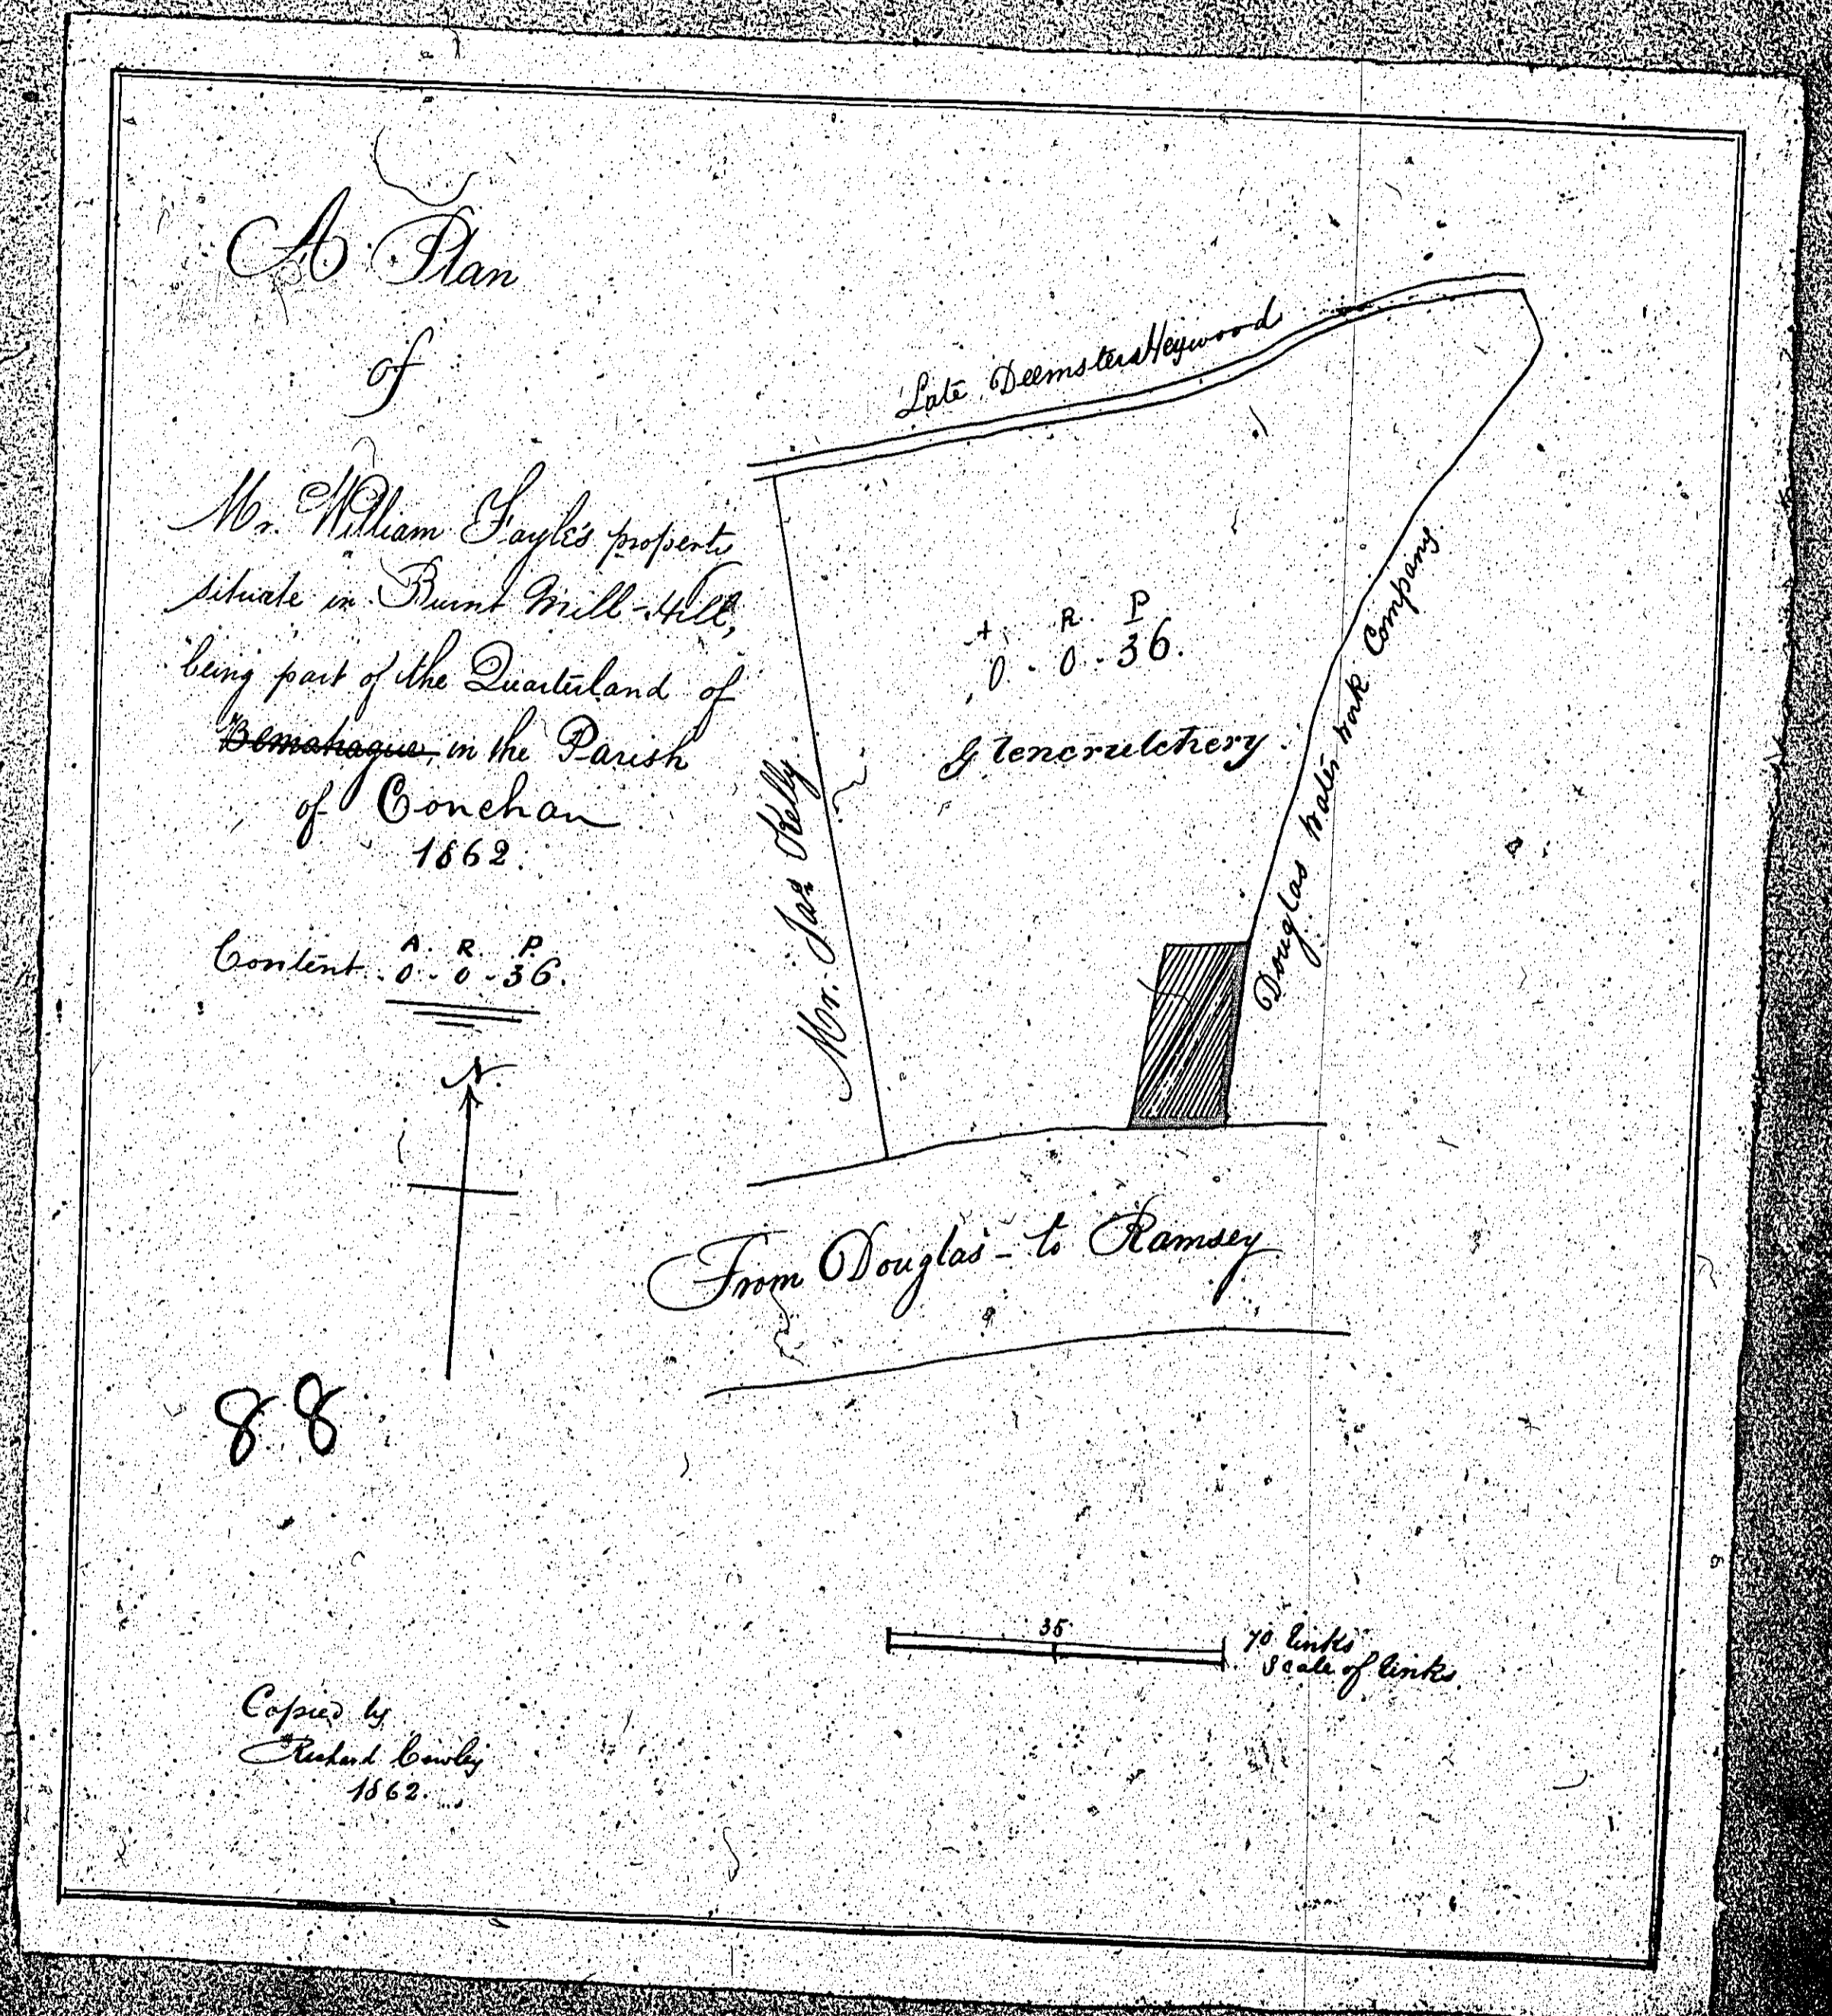 A Plan
of
Mr. William Fayle's property
situate in Burnt Mill-Hill,
being part of the Quarterland of
Bemahague, in the Parish
of Conchan
1862.
Content
A. R. P
0 - 0 - 36.
N.
88
Late Deemster Heywood
A. R. P
0 - 0 - 36.
Glencrutchery
Mr. Jas Kelly
Douglas Water Work Company
From Douglas - to Ramsey
35
70 links
Scale of links.
Copied by
Richard Cowley
1862.